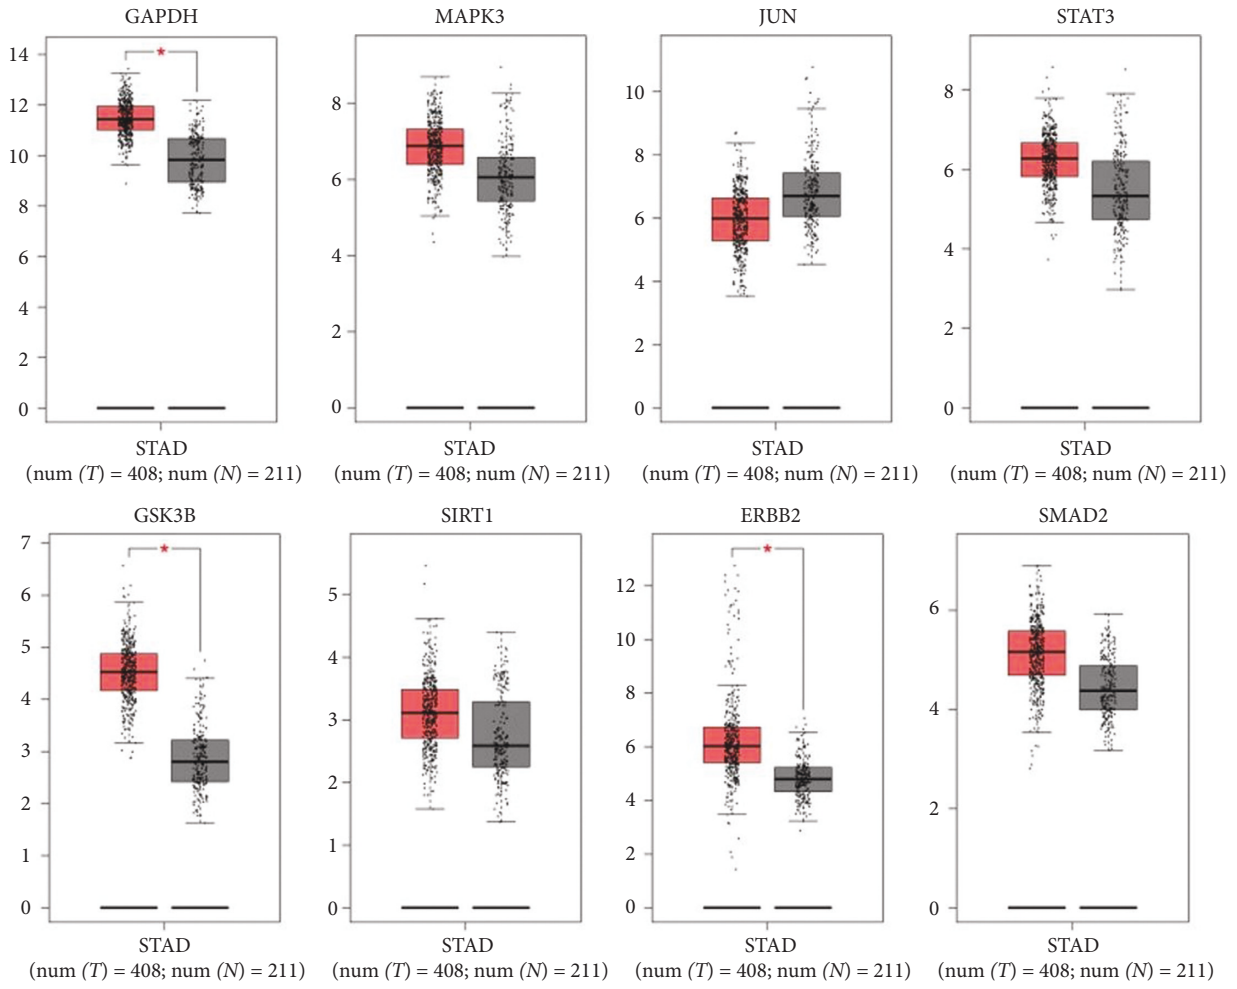 GAPDH
14
12
10
8
6
4
2
0
*
STAD
(num (T) = 408; num (N) = 211)
MAPK3
8
6
4
2
0
STAD
(num (T) = 408; num (N) = 211)
JUN
10
8
6
4
2
0
STAD
(num (T) = 408; num (N) = 211)
STAT3
8
6
4
2
0
STAD
(num (T) = 408; num (N) = 211)
GSK3B
7
6
5
4
3
2
1
0
*
STAD
(num (T) = 408; num (N) = 211)
SIRT1
5
4
3
2
1
0
STAD
(num (T) = 408; num (N) = 211)
ERBB2
12
10
8
6
4
2
0
*
STAD
(num (T) = 408; num (N) = 211)
SMAD2
6
4
2
0
STAD
(num (T) = 408; num (N) = 211)